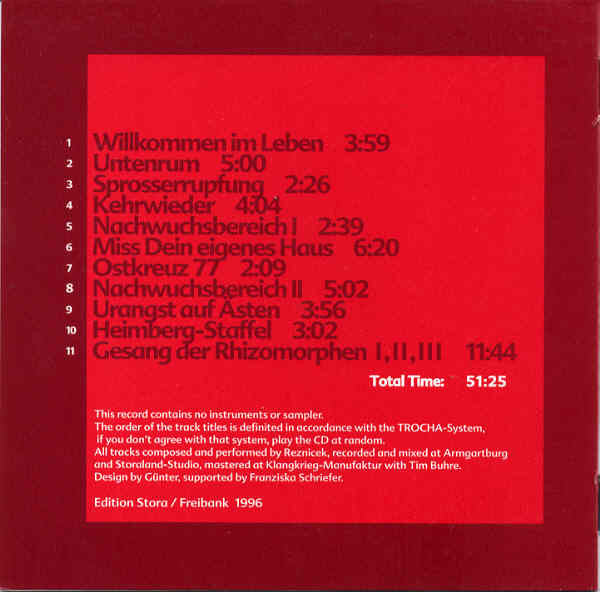 1 Willkommen im Leben 3:59
2 Untenrum 5:00
3 Sprosserrupfung 2:26
4 Kehrwieder 4:04
5 Nachwuchsbereich I 2:39
6 Miss Dein eigenes Haus 6:20
7 Ostkreuz 77 2:09
8 Nachwuchsbereich II 5:02
9 Urangst auf Ästen 3:56
10 Heimberg-Staffel 3:02
11 Gesang der Rhizomorphen I,II,III 11:44
Total Time: 51:25
This record contains no instruments or sampler.
The order of the track titles is definited in accordance with the TROCHA-System,
if you don't agree with that system, play the CD at random.
All tracks composed and performed by Reznicek, recorded and mixed at Armgartburg
and Storaland-Studio, mastered at Klangkrieg-Manufaktur with Tim Buhre.
Design by Günter, supported by Franziska Schriefer.
Edition Stora / Freibank 1996